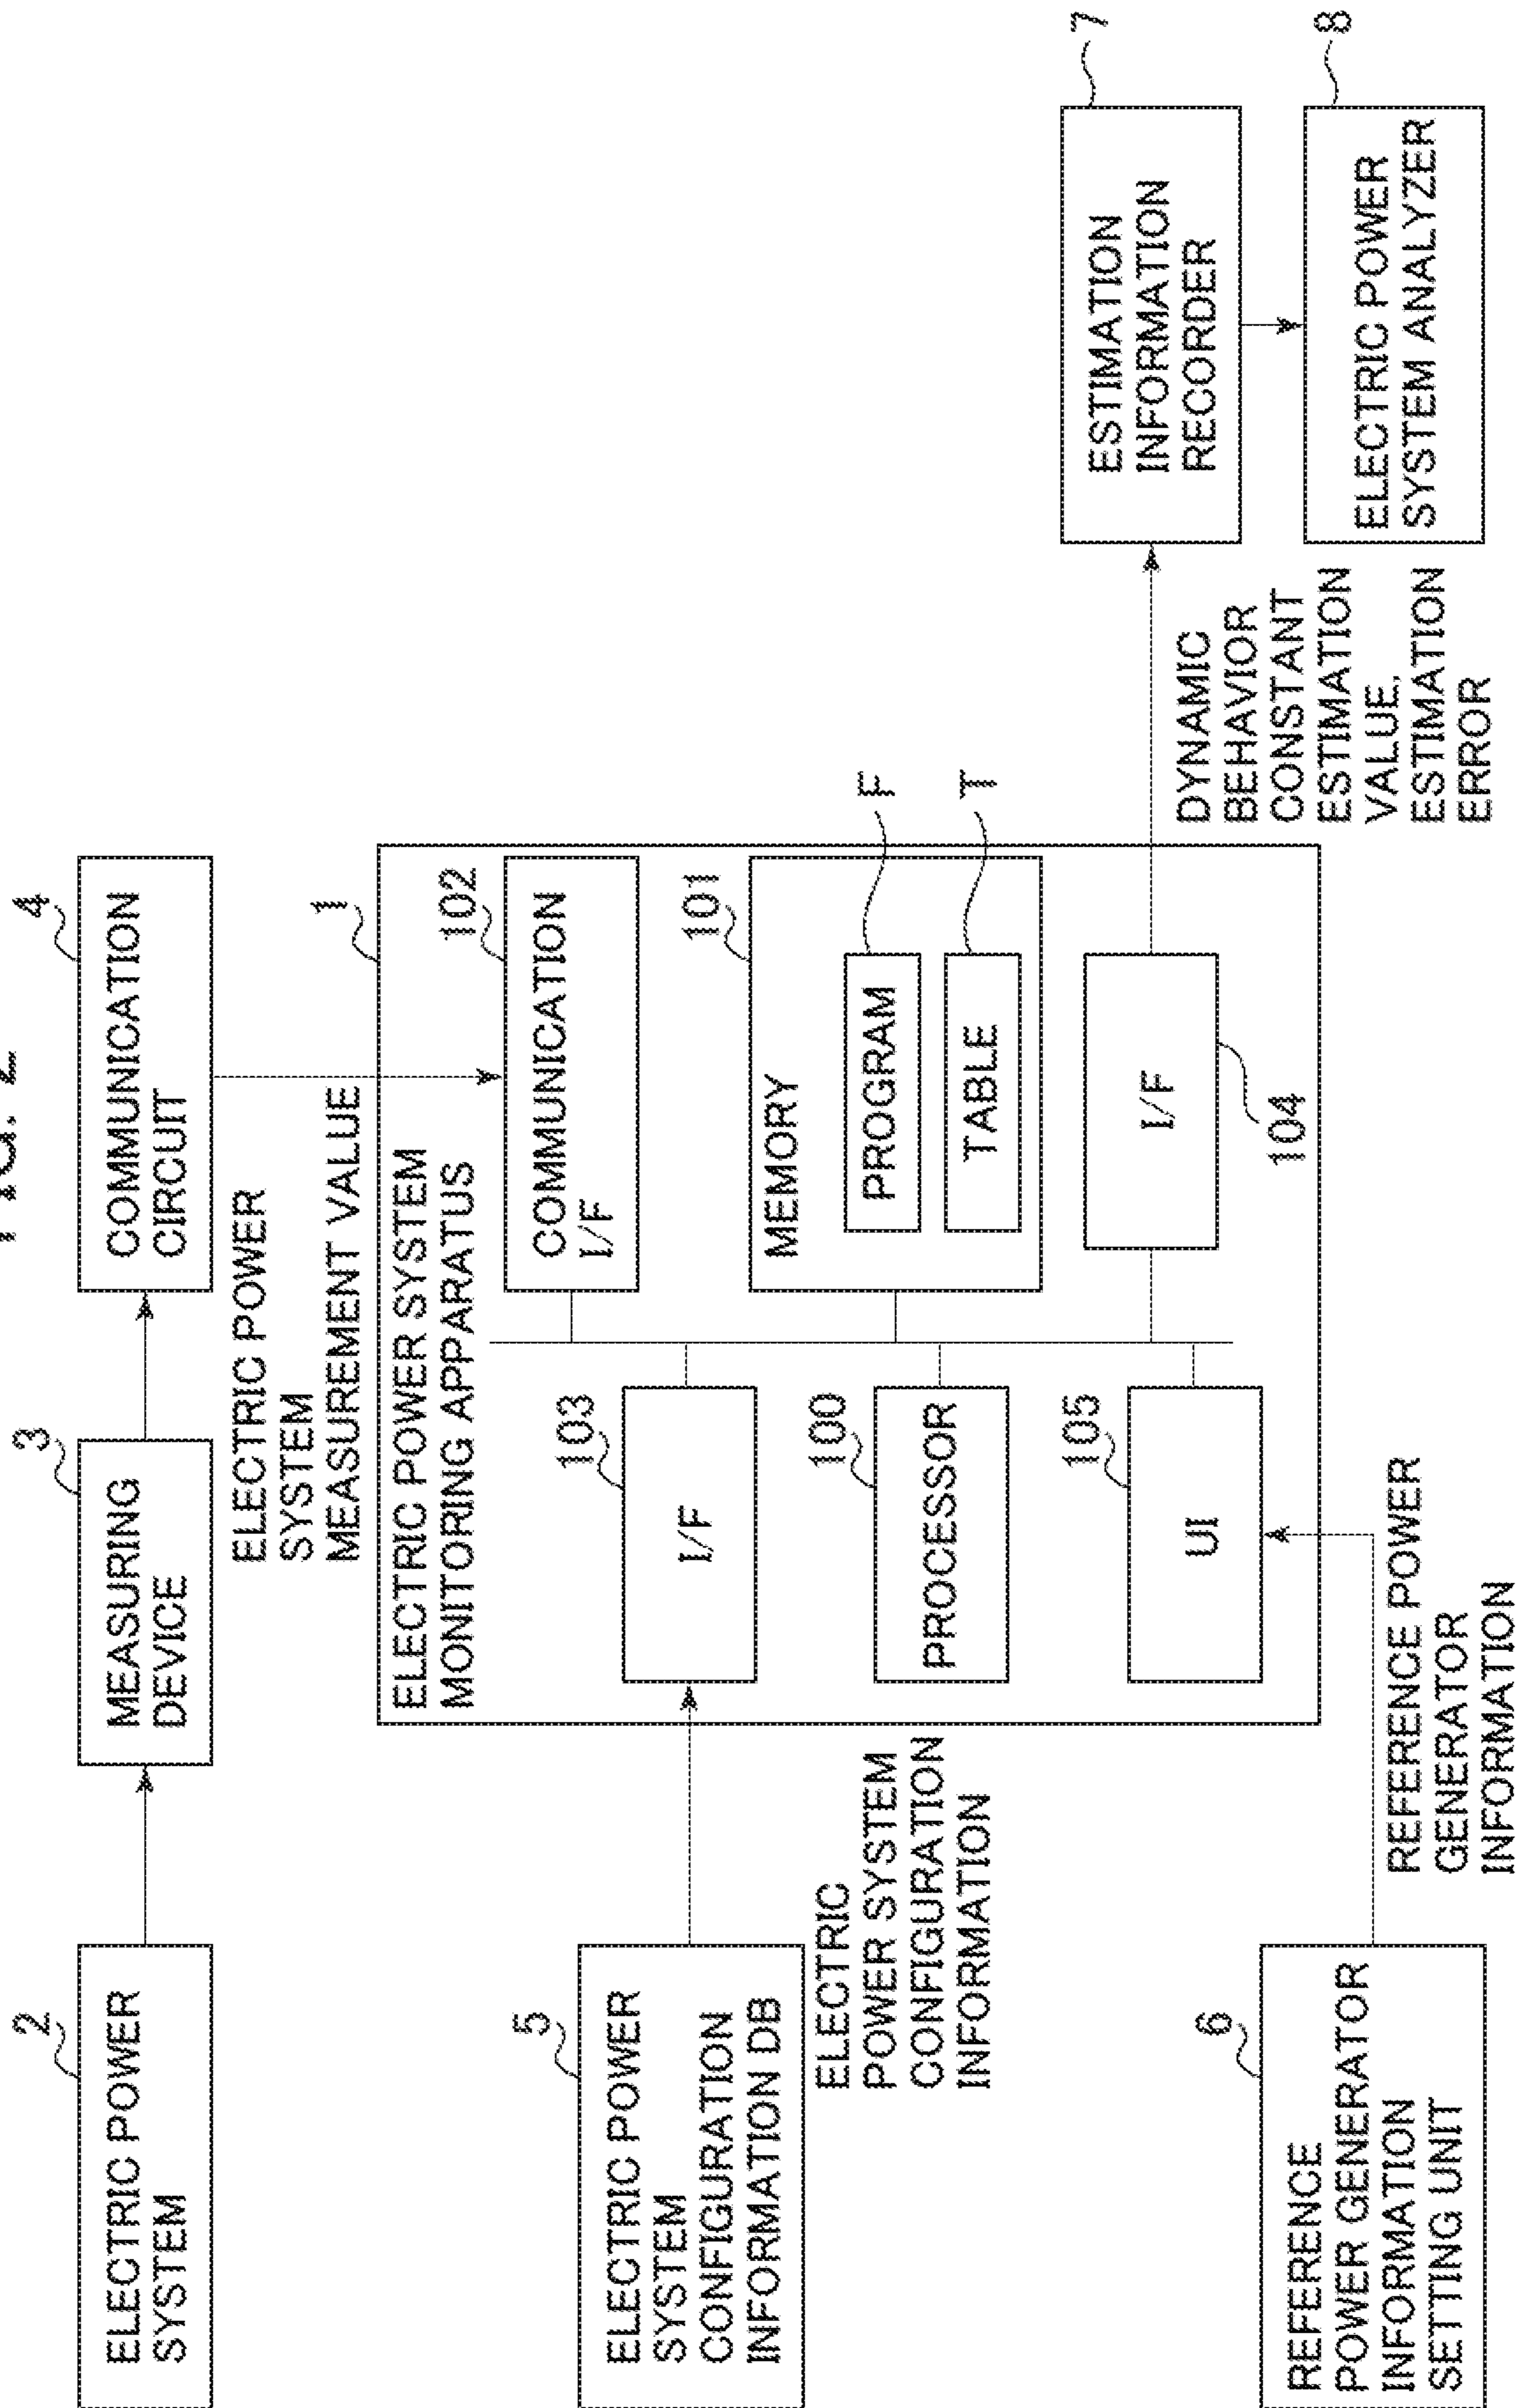 FIG. 2
2
ELECTRIC POWER
SYSTEM
3
MEASURING
DEVICE
4
COMMUNICATION
CIRCUIT
ELECTRIC POWER
SYSTEM
MEASUREMENT VALUE
1
ELECTRIC POWER SYSTEM
MONITORING APPARATUS
5
ELECTRIC POWER
SYSTEM
CONFIGURATION
INFORMATION DB
ELECTRIC
POWER SYSTEM
CONFIGURATION
INFORMATION
103
I/F
102
COMMUNICATION
I/F
100
PROCESSOR
101
MEMORY
PROGRAM
F
TABLE
T
105
UI
I/F
104
6
REFERENCE
POWER GENERATOR
INFORMATION
SETTING UNIT
REFERENCE POWER
GENERATOR
INFORMATION
DYNAMIC
BEHAVIOR
CONSTANT
ESTIMATION
VALUE,
ESTIMATION
ERROR
7
ESTIMATION
INFORMATION
RECORDER
8
ELECTRIC POWER
SYSTEM ANALYZER